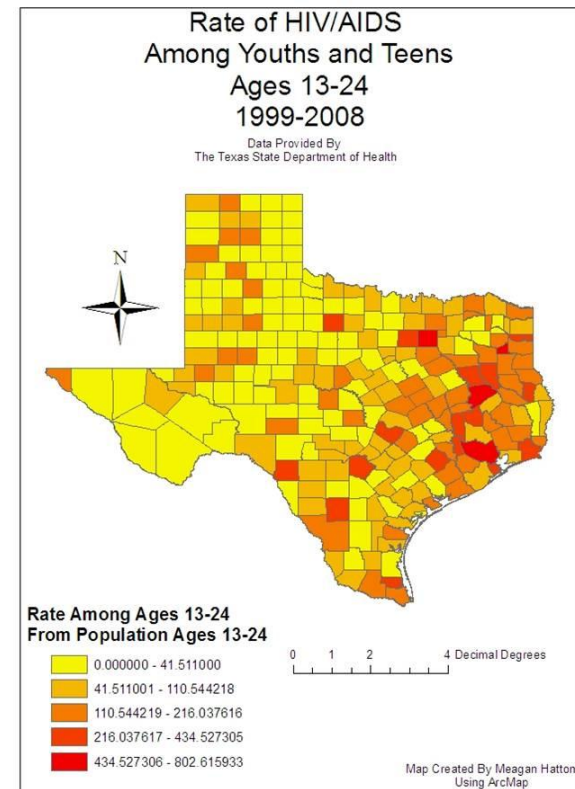 Rate of HIV/AIDS
Among Youths and Teens
Ages 13-24
1999-2008
Data Provided By
The Texas State Department of Health
N
Rate Among Ages 13-24
From Population Ages 13-24
0.000000 - 41.511000
41.511001 - 110.544218
110.544219 - 216.037616
216.037617 - 434.527305
434.527306 - 802.615933
0 1 2 4 Decimal Degrees
Map Created By Meagan Hatton
Using ArcMap